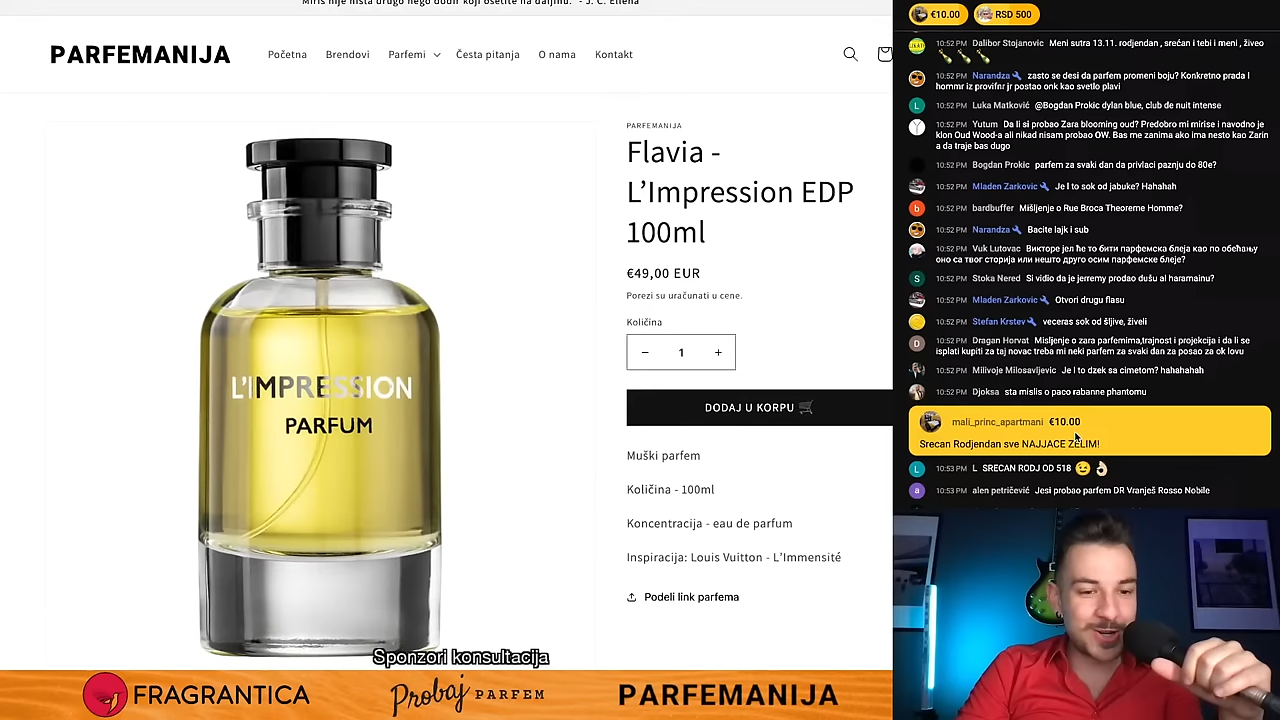 Miris nije ništa drugo nego dodir koji osetite na daljinu. - J. C. Ellena
PARFEMANIJA
Početna
Brendovi
Parfemi
Česta pitanja
O nama
Kontakt
L'IMPRESSION
PARFUM
PARFEMANIJA
Flavia -
L’Impression EDP
100ml
€49,00 EUR
Porezi su uračunati u cene.
Količina
− 1 +
DODAJ U KORPU 🛒
Muški parfem
Količina - 100ml
Koncentracija - eau de parfum
Inspiracija: Louis Vuitton - L’Immensité
Podeli link parfema
Sponzori konsultacija
FRAGRANTICA
Probaj PARFEM
PARFEMANIJA
€10.00
RSD 500
10:52 PM Dalibor Stojanovic Meni sutra 13.11. rodjendan , srećan i tebi i meni , živeo
🍾 🍾 🍾
10:52 PM Narandza zasto se desi da parfem promeni boju? Konkretno prada l
hommr iz provifnr jr postao onk kao svetlo plavi
10:52 PM Luka Matković @Bogdan Prokic dylan blue, club de nuit intense
10:52 PM Yutum Da li si probao Zara blooming oud? Predobro mi mirise i navodno je
klon Oud Wood-a ali nikad nisam probao OW. Bas me zanima ako ima nesto kao Zarin
a da traje bas dugo
Bogdan Prokic parfem za svaki dan da privlaci paznju do 80e?
10:52 PM Mladen Zarkovic Je l to sok od jabuke? Hahahah
10:52 PM bardbuffer Mišljenje o Rue Broca Theoreme Homme?
10:52 PM Narandza Bacite lajk i sub
10:52 PM Vuk Lutovac Викторе јел ће то бити парфемска блеја као по обећању
оно са твог сторија или нешто друго осим парфемске блеје?
10:52 PM Stoka Nered Si vidio da je jeremy prodao dušu al haramainu?
10:52 PM Mladen Zarkovic Otvori drugu flasu
10:52 PM Stefan Krstev veceras sok od šljive, živeli
10:52 PM Dragan Horvat Misljenje o zara parfemima,trajnost i projekcija i da li se
isplati kupiti za taj novac treba mi neki parfem za svaki dan za posao za ok lovu
10:52 PM Milivoje Milosavljevic Je l to dzek sa cimetom? hahahahah
10:52 PM Djoksa sta mislis o paco rabanne phantomu
mali_princ_apartmani €10.00
Srecan Rodjendan sve NAJJACE ZELIM!
10:53 PM L SRECAN RODJ OD 518 😉 👌
10:53 PM alen petričević Jesi probao parfem DR Vranješ Rosso Nobile